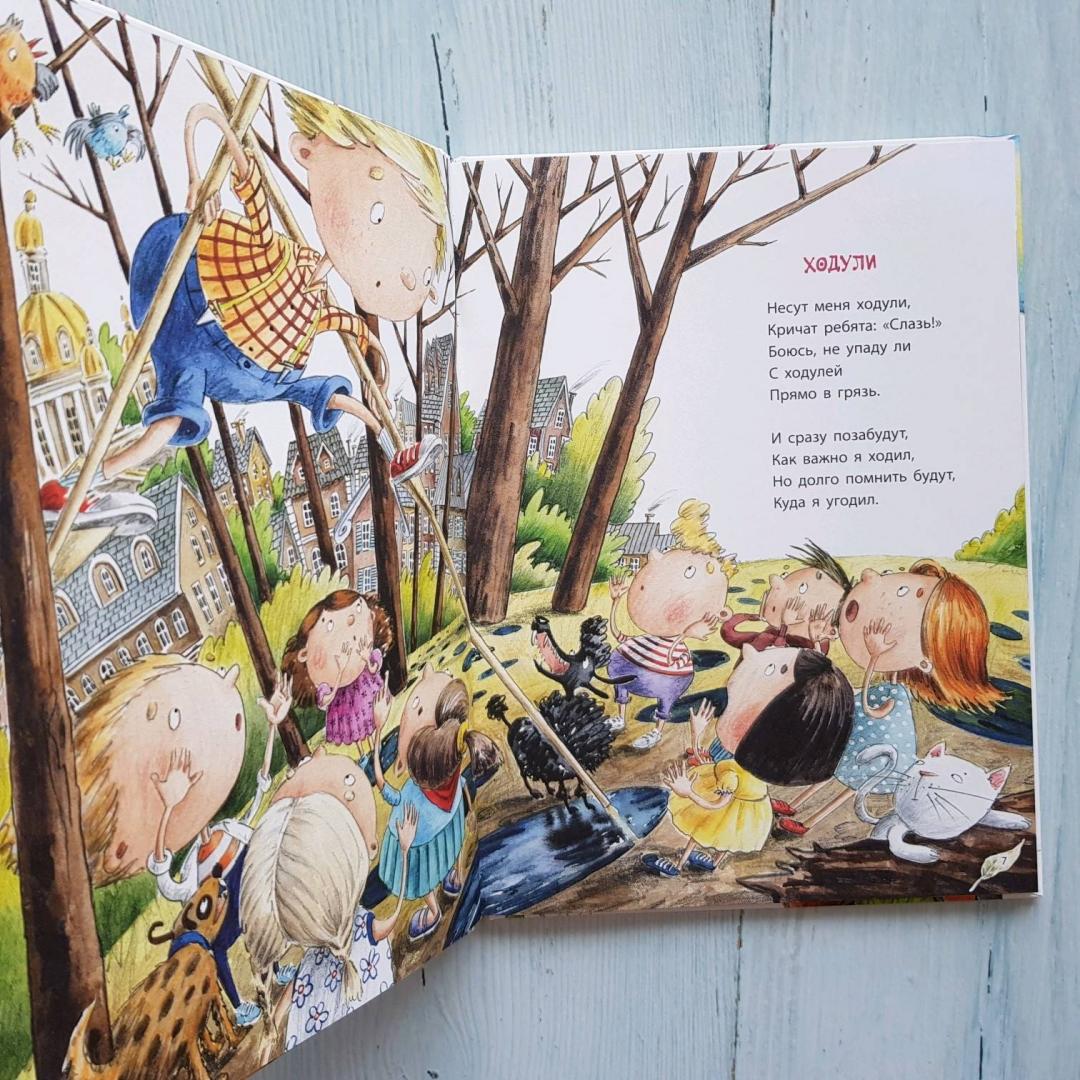 ХОДУЛИ
Несут меня ходули,
Кричат ребята: «Слазь!»
Боюсь, не упаду ли
С ходулей
Прямо в грязь.
И сразу позабудут,
Как важно я ходил,
Но долго помнить будут,
Куда я угодил.
7